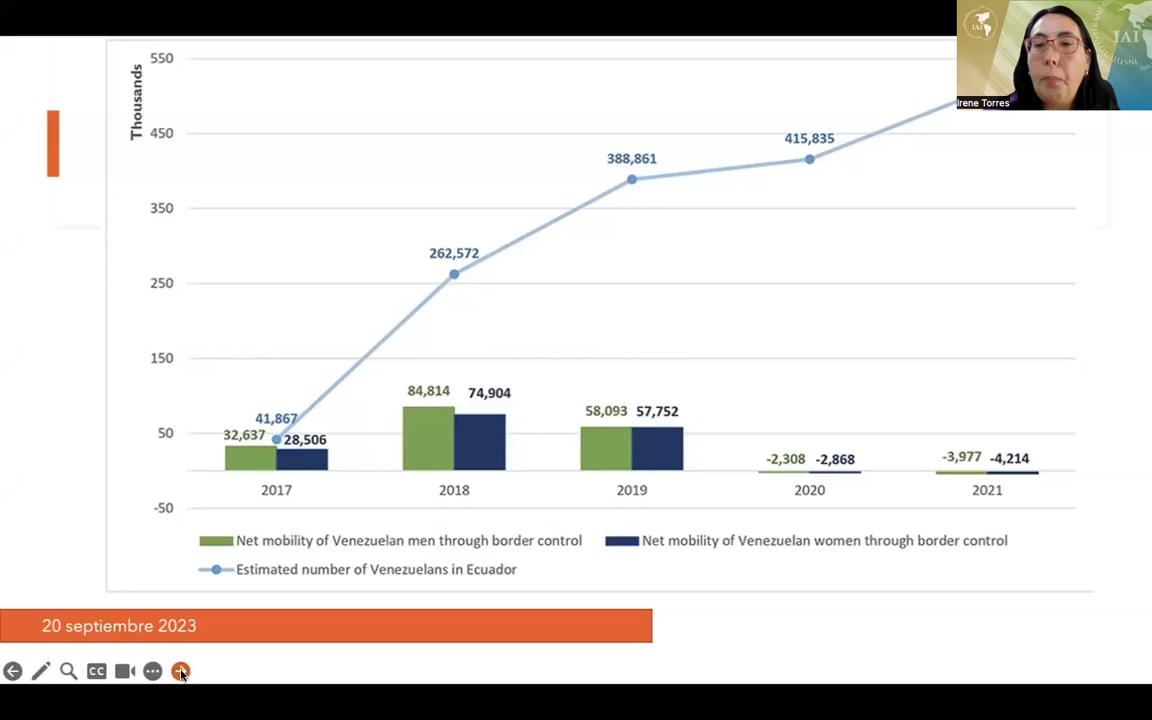 550
Thousands
450
350
250
150
50
-50
IAI
IAI
Irene Torres
415,835
388,861
262,572
41,867
84,814
74,904
58,093
57,752
32,637
28,506
-2,308
-2,868
-3,977
-4,214
2017
2018
2019
2020
2021
Net mobility of Venezuelan men through border control
Net mobility of Venezuelan women through border control
Estimated number of Venezuelans in Ecuador
20 septiembre 2023
CC